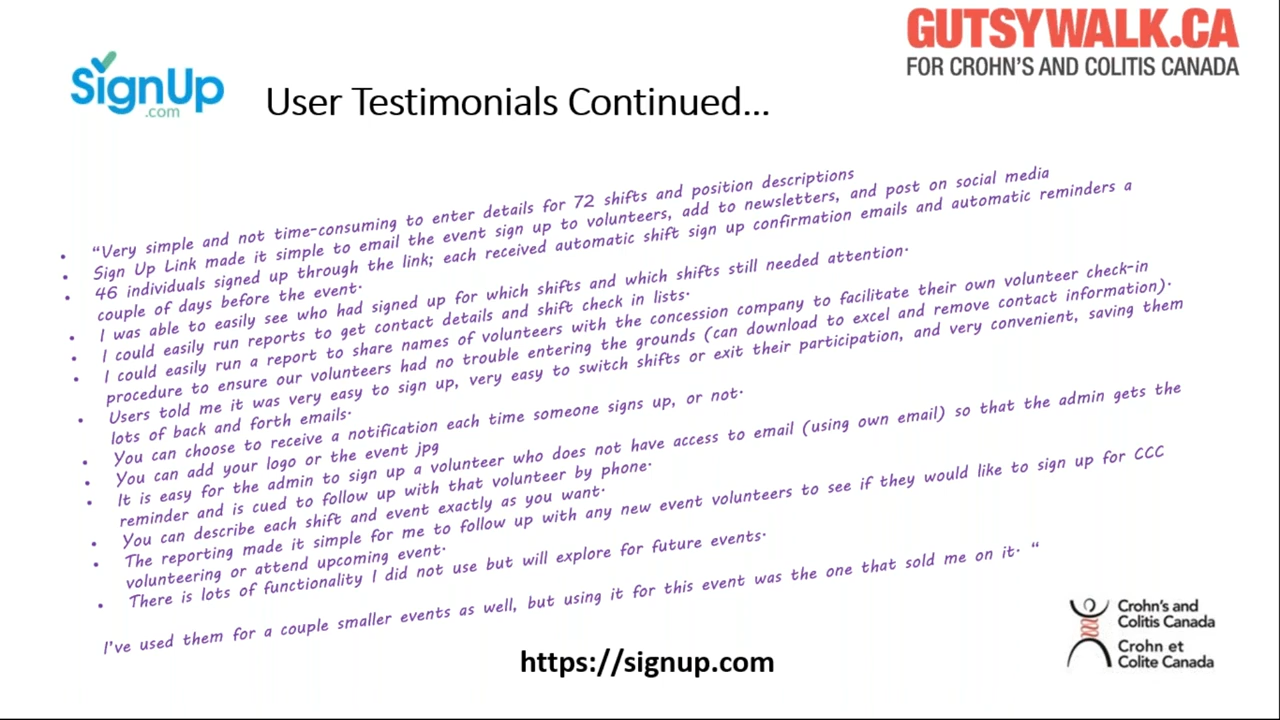 GUTSYWALK.CA
FOR CROHN'S AND COLITIS CANADA
SignUp
.com
User Testimonials Continued...
• "Very simple and not time-consuming to enter details for 72 shifts and position descriptions
• Sign Up Link made it simple to email the event sign up to volunteers, add to newsletters, and post on social media
• 46 individuals signed up through the link; each received automatic shift sign up confirmation emails and automatic reminders a
couple of days before the event.
• I was able to easily see who had signed up for which shifts and which shifts still needed attention.
• I could easily run reports to get contact details and shift check in lists.
• I could easily run a report to share names of volunteers with the concession company to facilitate their own volunteer check-in
procedure to ensure our volunteers had no trouble entering the grounds (can download to excel and remove contact information).
• Users told me it was very easy to sign up, very easy to switch shifts or exit their participation, and very convenient, saving them
lots of back and forth emails.
• You can choose to receive a notification each time someone signs up, or not.
• You can add your logo or the event jpg
• It is easy for the admin to sign up a volunteer who does not have access to email (using own email) so that the admin gets the
reminder and is cued to follow up with that volunteer by phone.
• You can describe each shift and event exactly as you want.
• The reporting made it simple for me to follow up with any new event volunteers to see if they would like to sign up for CCC
volunteering or attend upcoming event.
• There is lots of functionality I did not use but will explore for future events.
I've used them for a couple smaller events as well, but using it for this event was the one that sold me on it. "
https://signup.com
Crohn's and
Colitis Canada
Crohn et
Colite Canada